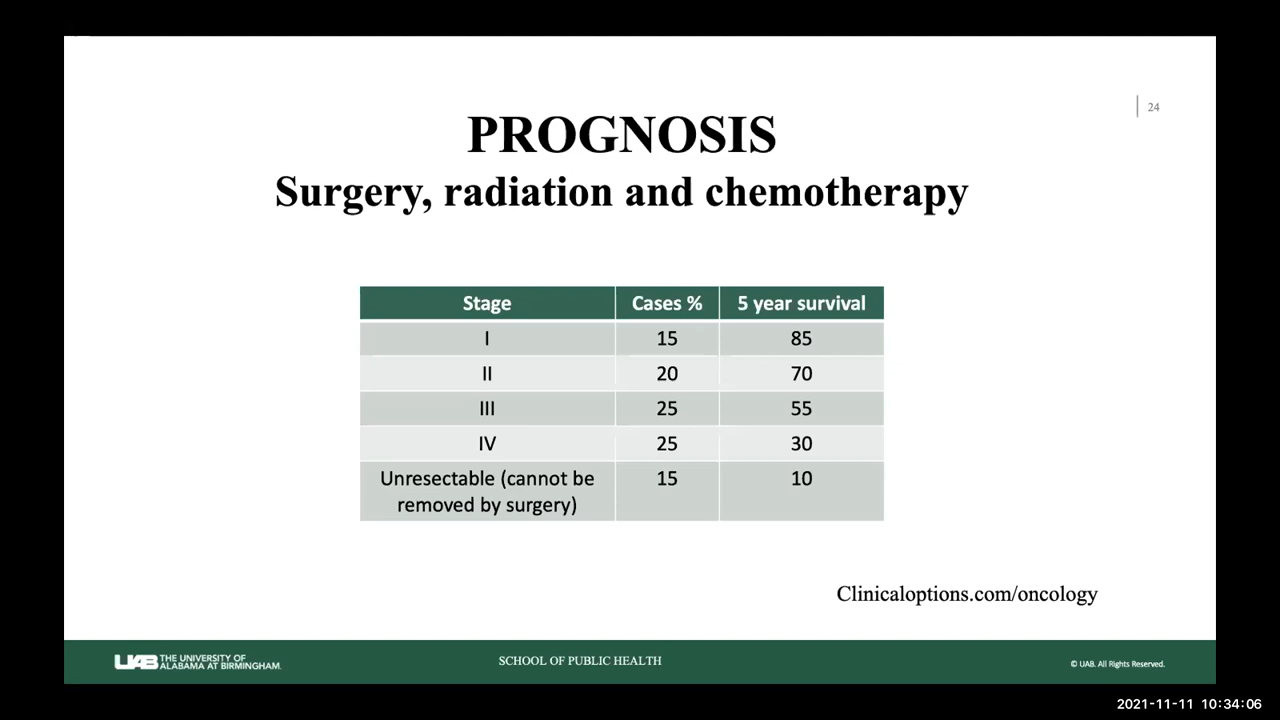 24
PROGNOSIS
Surgery, radiation and chemotherapy
Stage Cases % 5 year survival
I 15 85
II 20 70
III 25 55
IV 25 30
Unresectable (cannot be 15 10
removed by surgery)
Clinicaloptions.com/oncology
UAB THE UNIVERSITY OF
ALABAMA AT BIRMINGHAM.
SCHOOL OF PUBLIC HEALTH
© UAB. All Rights Reserved.
2021-11-11 10:34:06